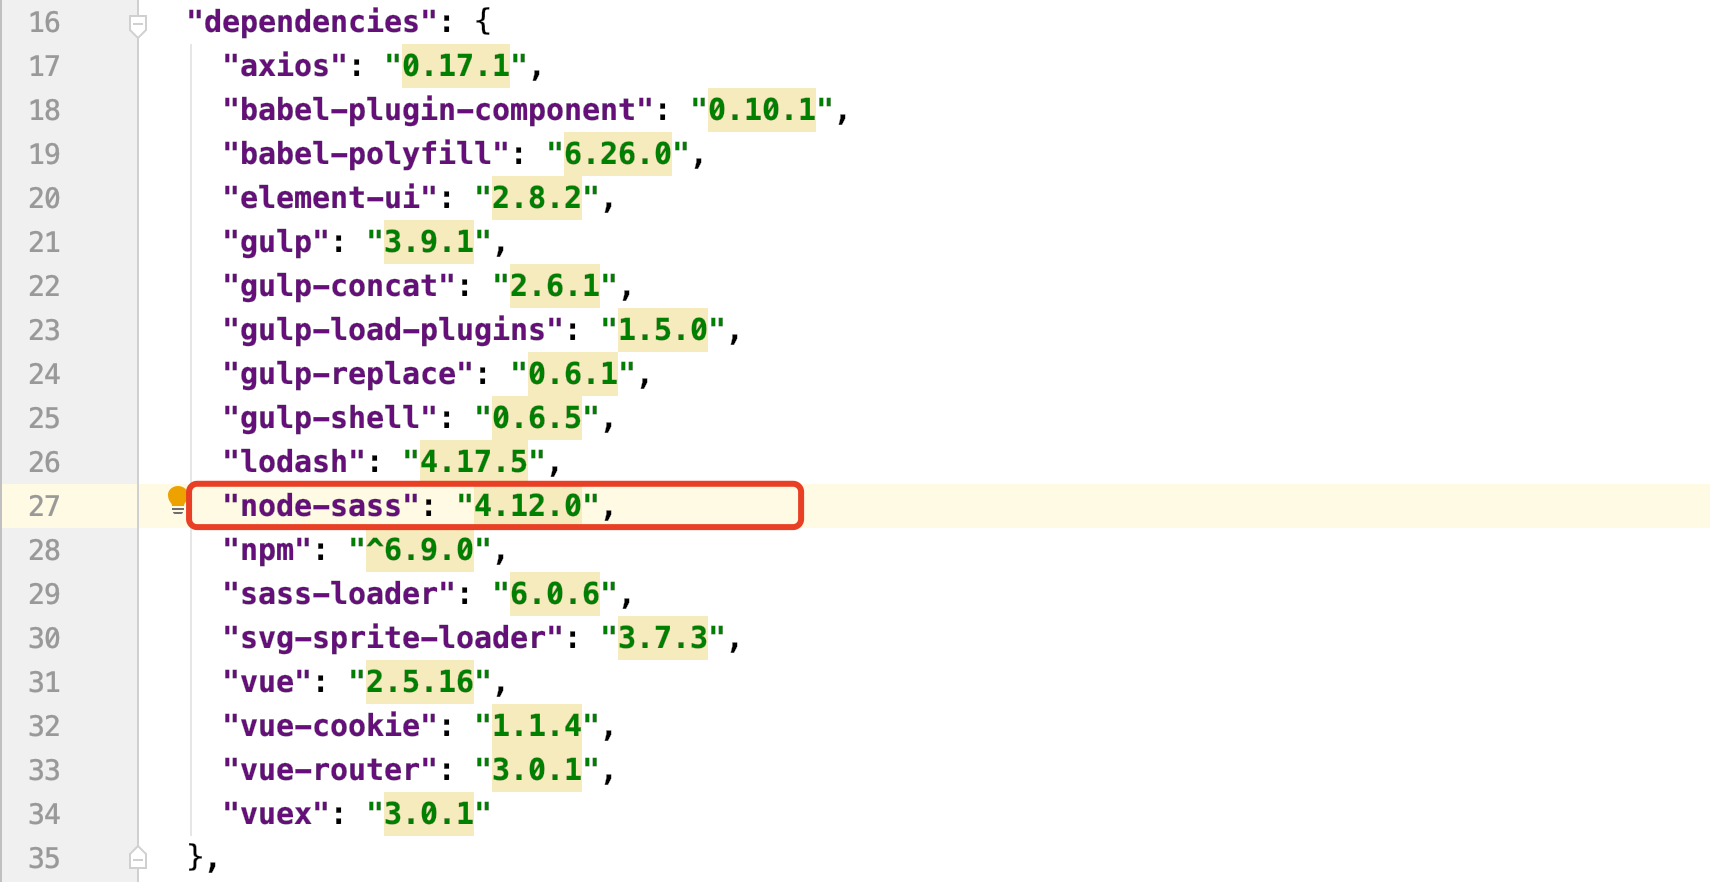 16 "dependencies": {
17 "axios": "0.17.1",
18 "babel-plugin-component": "0.10.1",
19 "babel-polyfill": "6.26.0",
20 "element-ui": "2.8.2",
21 "gulp": "3.9.1",
22 "gulp-concat": "2.6.1",
23 "gulp-load-plugins": "1.5.0",
24 "gulp-replace": "0.6.1",
25 "gulp-shell": "0.6.5",
26 "lodash": "4.17.5",
27 "node-sass": "4.12.0",
28 "npm": "^6.9.0",
29 "sass-loader": "6.0.6",
30 "svg-sprite-loader": "3.7.3",
31 "vue": "2.5.16",
32 "vue-cookie": "1.1.4",
33 "vue-router": "3.0.1",
34 "vuex": "3.0.1"
35 },